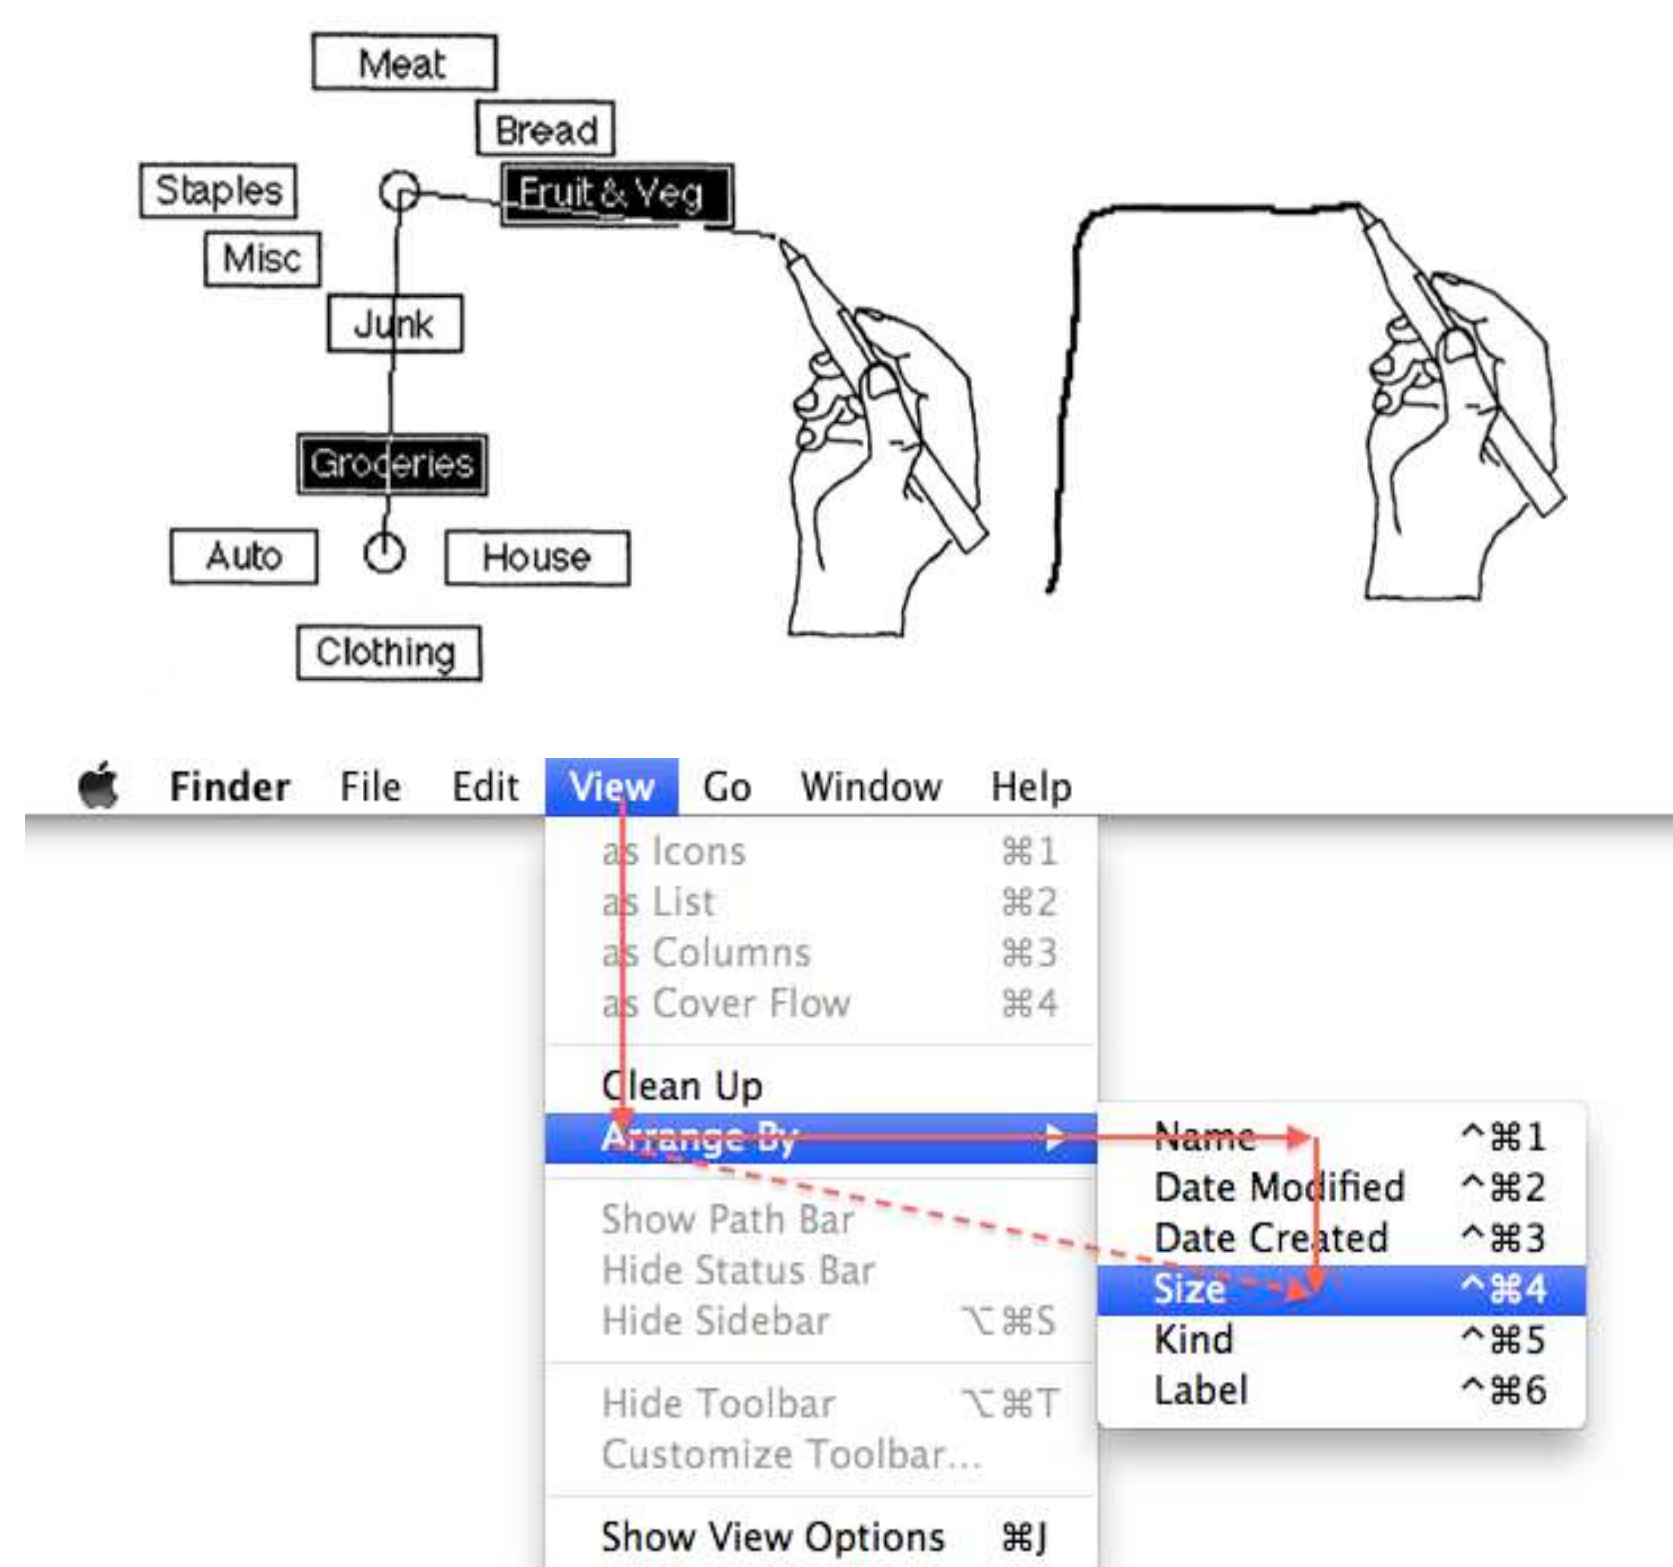 Meat
Bread
Staples
Fruit & Veg
Misc
Junk
Groceries
Auto
House
Clothing
Finder File Edit View Go Window Help
as Icons ⌘1
as List ⌘2
as Columns ⌘3
as Cover Flow ⌘4
Clean Up
Arrange By
Name ^⌘1
Date Modified ^⌘2
Date Created ^⌘3
Size ^⌘4
Kind ^⌘5
Label ^⌘6
Show Path Bar
Hide Status Bar
Hide Sidebar ⌥⌘S
Hide Toolbar ⌥⌘T
Customize Toolbar...
Show View Options ⌘J